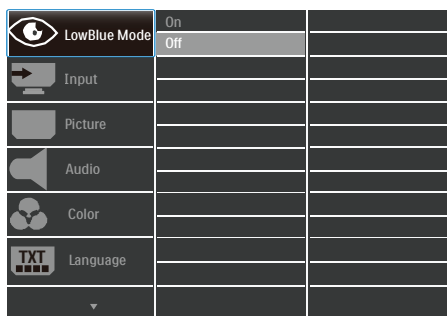 LowBlue Mode
On
Off
Input
Picture
Audio
Color
TXT
Language